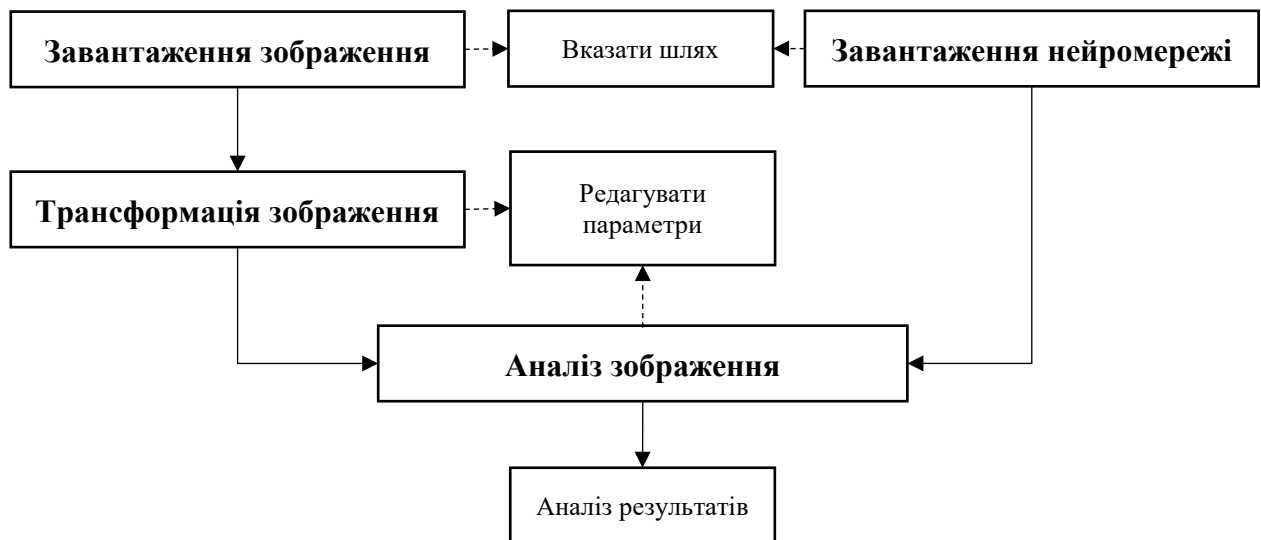 Завантаження зображення
Вказати шлях
Завантаження нейромережі
Трансформація зображення
Редагувати
параметри
Аналіз зображення
Аналіз результатів